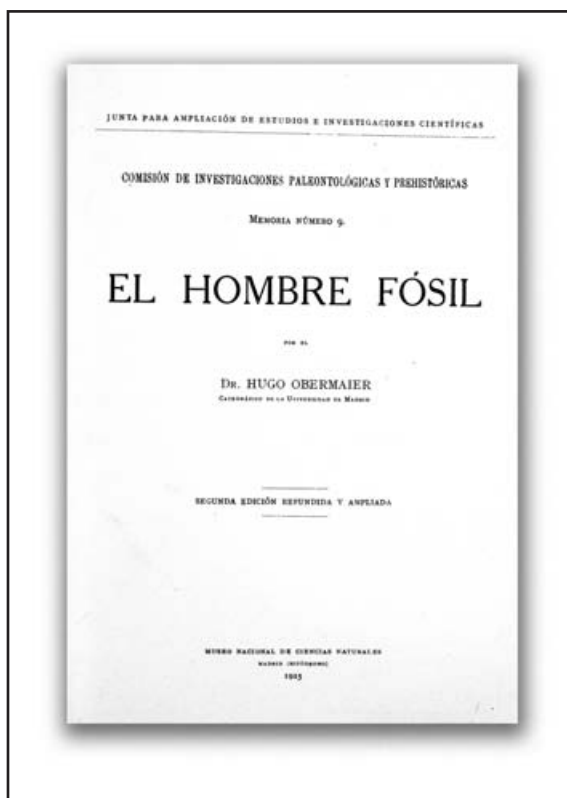 JUNTA PARA AMPLIACIÓN DE ESTUDIOS E INVESTIGACIONES CIENTÍFICAS
COMISIÓN DE INVESTIGACIONES PALEONTOLÓGICAS Y PREHISTÓRICAS
MEMORIA NÚMERO 9.
EL HOMBRE FÓSIL
POR EL
DR. HUGO OBERMAIER
CATEDRÁTICO DE LA UNIVERSIDAD DE MADRID
SEGUNDA EDICIÓN REFUNDIDA Y AMPLIADA
MUSEO NACIONAL DE CIENCIAS NATURALES
MADRID (HIPÓDROMO)
1925